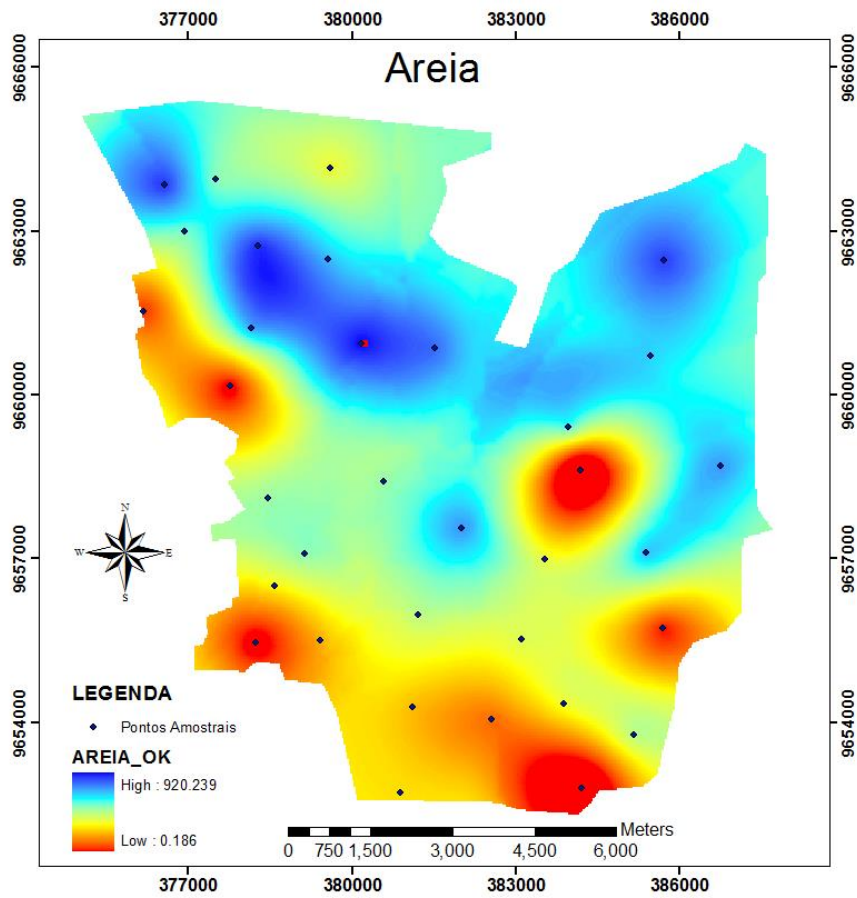 377000 380000 383000 386000
Areia
9666000 9666000
9663000 9663000
9660000 9660000
N
W E
S
9657000 9657000
LEGENDA
Pontos Amostrais
9654000 9654000
AREIA_OK
High : 920.239
Low : 0.186
Meters
0 750 1,500 3,000 4,500 6,000
377000 380000 383000 386000